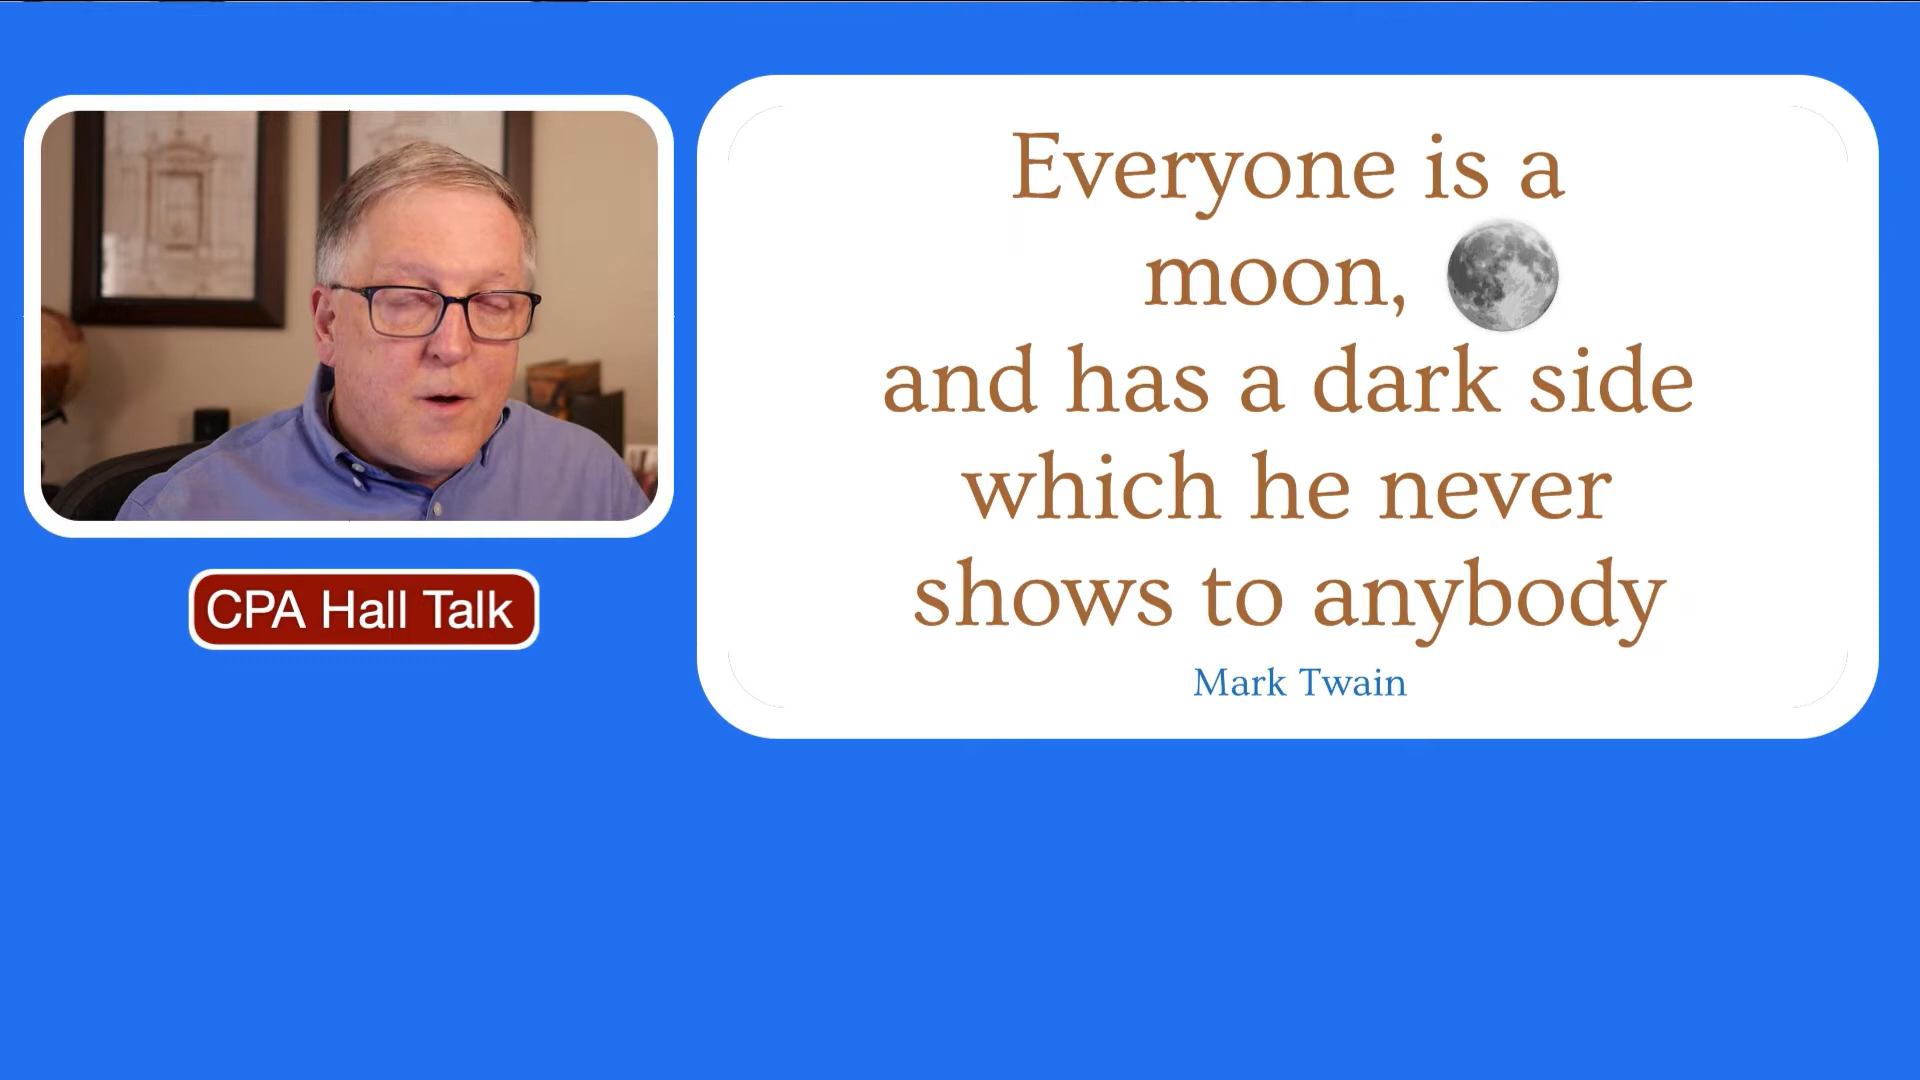 CPA Hall Talk
Everyone is a
moon,
and has a dark side
which he never
shows to anybody
Mark Twain